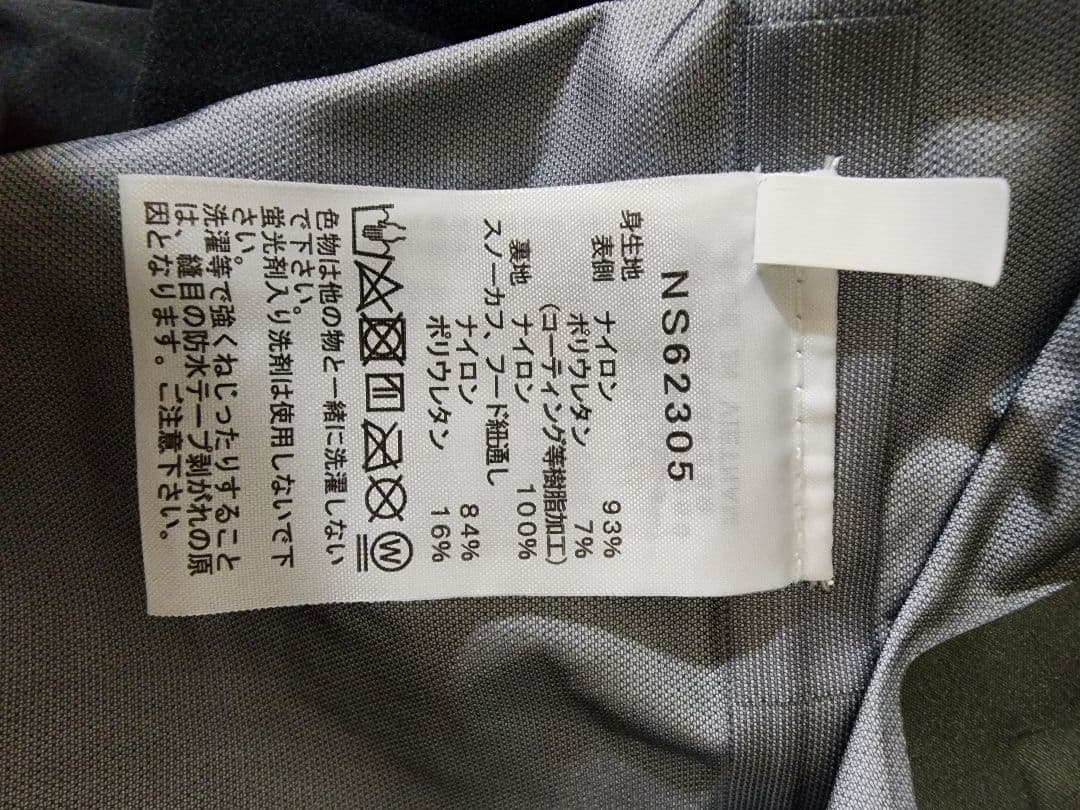 NS62305
身生地
表側 ナイロン 93%
ポリウレタン 7%
(コーティング等樹脂加工)
裏地 ナイロン 100%
スノーカフ、フード紐通し
ナイロン 84%
ポリウレタン 16%
W
色物は他の物と一緒に洗濯しない
で下さい。
蛍光剤入り洗剤は使用しないで下
さい。
洗濯等で強くねじったりすること
は、縫目の防水テープ剥がれの原
因となります。ご注意下さい。